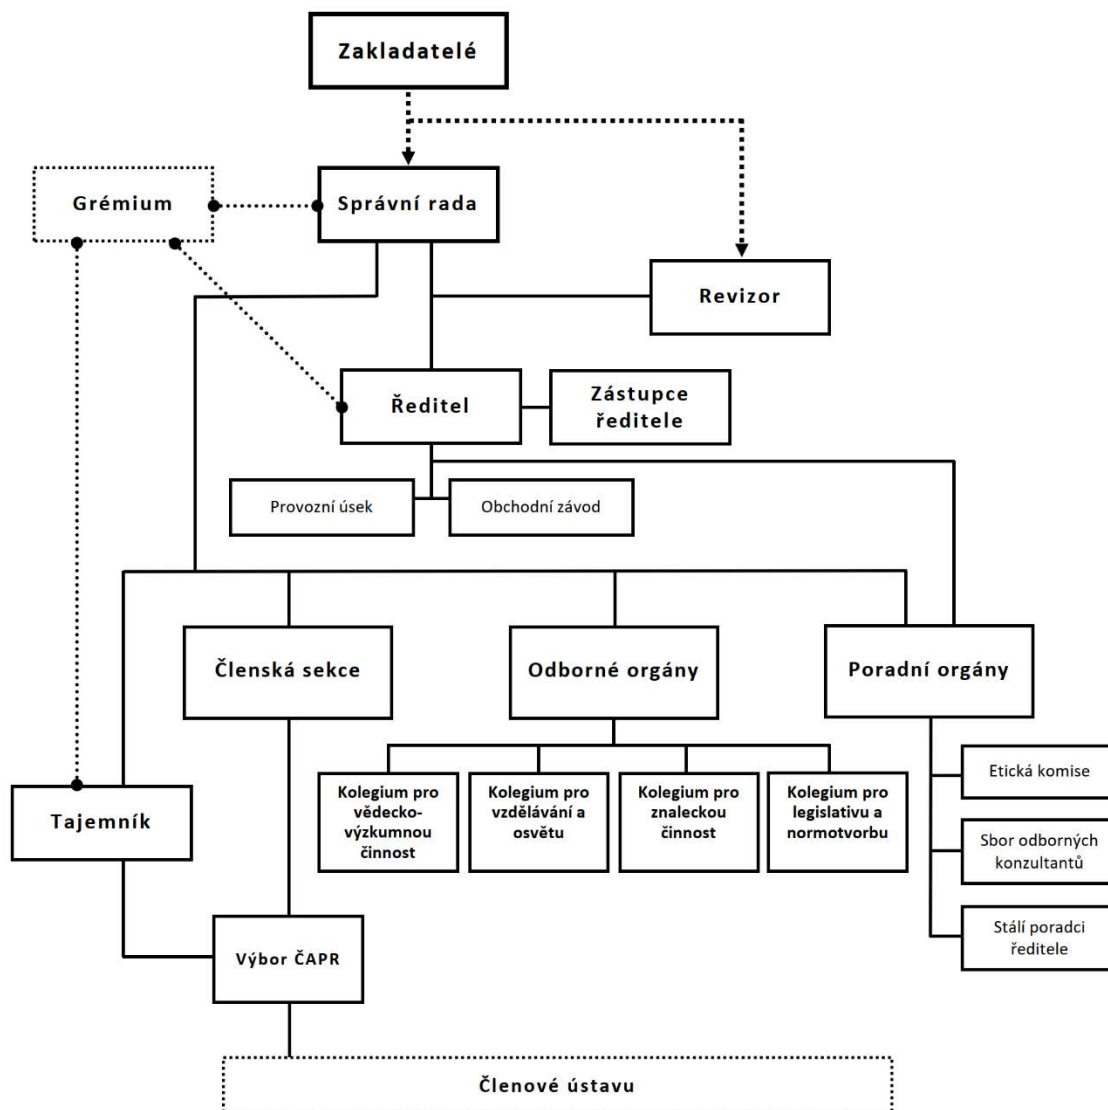 Zakladatelé
Grémium
Správní rada
Revizor
Ředitel
Zástupce
ředitele
Provozní úsek
Obchodní závod
Členská sekce
Odborné orgány
Poradní orgány
Kolegium pro
vědecko-
výzkumnou
činnost
Kolegium pro
vzdělávání a
osvětu
Kolegium pro
znaleckou
činnost
Kolegium pro
legislativu a
normotvorbu
Etická komise
Sbor odborných
konzultantů
Stálí poradci
ředitele
Tajemník
Výbor ČAPR
Členové ústavu